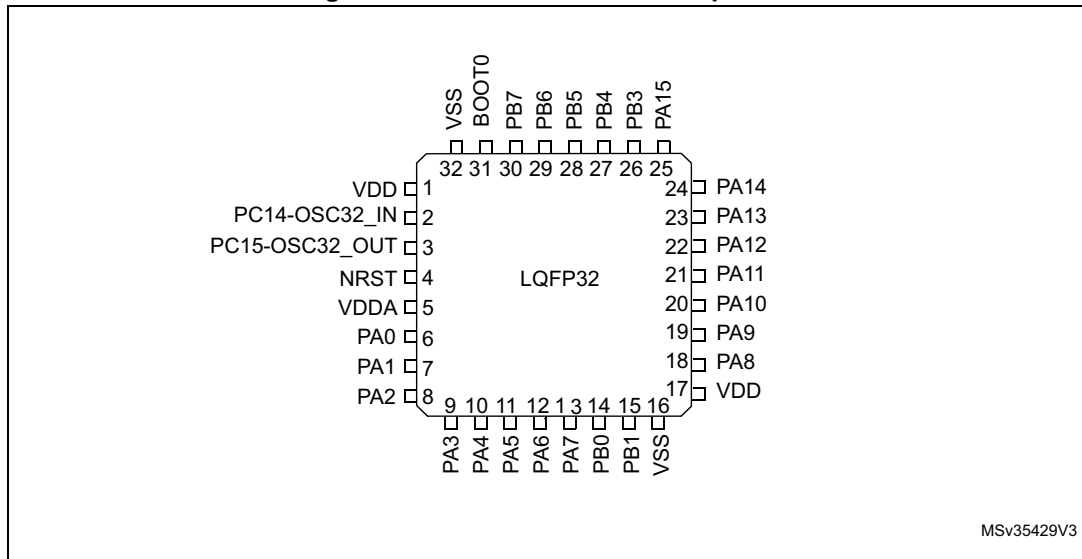 VSS
BOOT0
PB7
PB6
PB5
PB4
PB3
PA15
32 31 30 29 28 27 26 25
VDD 1
PC14-OSC32_IN 2
PC15-OSC32_OUT 3
NRST 4
VDDA 5
PA0 6
PA1 7
PA2 8
LQFP32
24 PA14
23 PA13
22 PA12
21 PA11
20 PA10
19 PA9
18 PA8
17 VDD
9 10 11 12 13 14 15 16
PA3
PA4
PA5
PA6
PA7
PB0
PB1
VSS
MSv35429V3